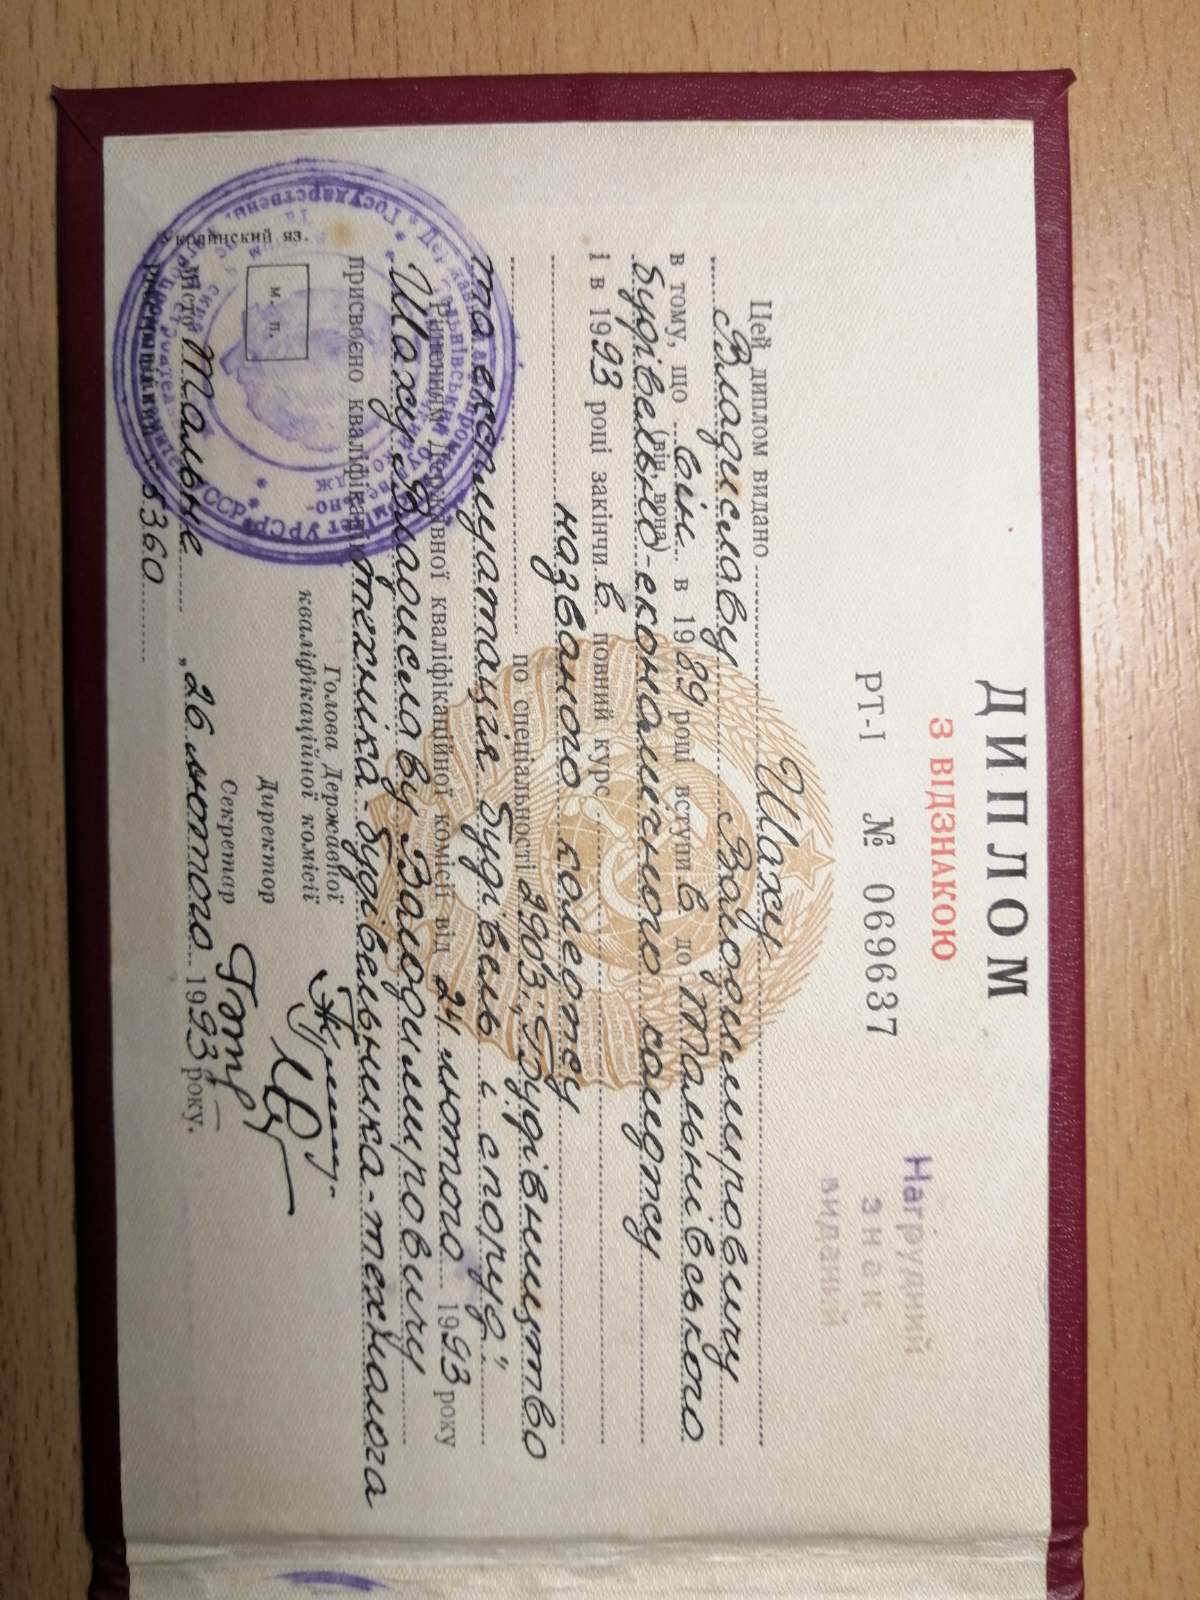 ДИПЛОМ
З ВІДЗНАКОЮ
РТ-I № 069637
Нагрудний
знак
виданий
Цей диплом видано Шаху
Владиславу Володимировичу
в тому, що він в 1989 році вступив до Тальнівського
(він, вона)
будівельно-економічного
і в 1993 році закінчив повний курс
названого коледжу
по спеціальності 2903 „Будівництво
та експлуатація будівель і споруд"
Рішенням Державної кваліфікаційної комісії від 24 лютого 1993 року
Шаху Владиславу Володимировичу
присвоєно кваліфікацію техніка-будівельника-технолога
Голова Державної
кваліфікаційної комісії
Директор
Секретар
м. п.
Місто Тальне „26 лютого 1993 року.
Реєстраційний № 5360
Украинский яз.